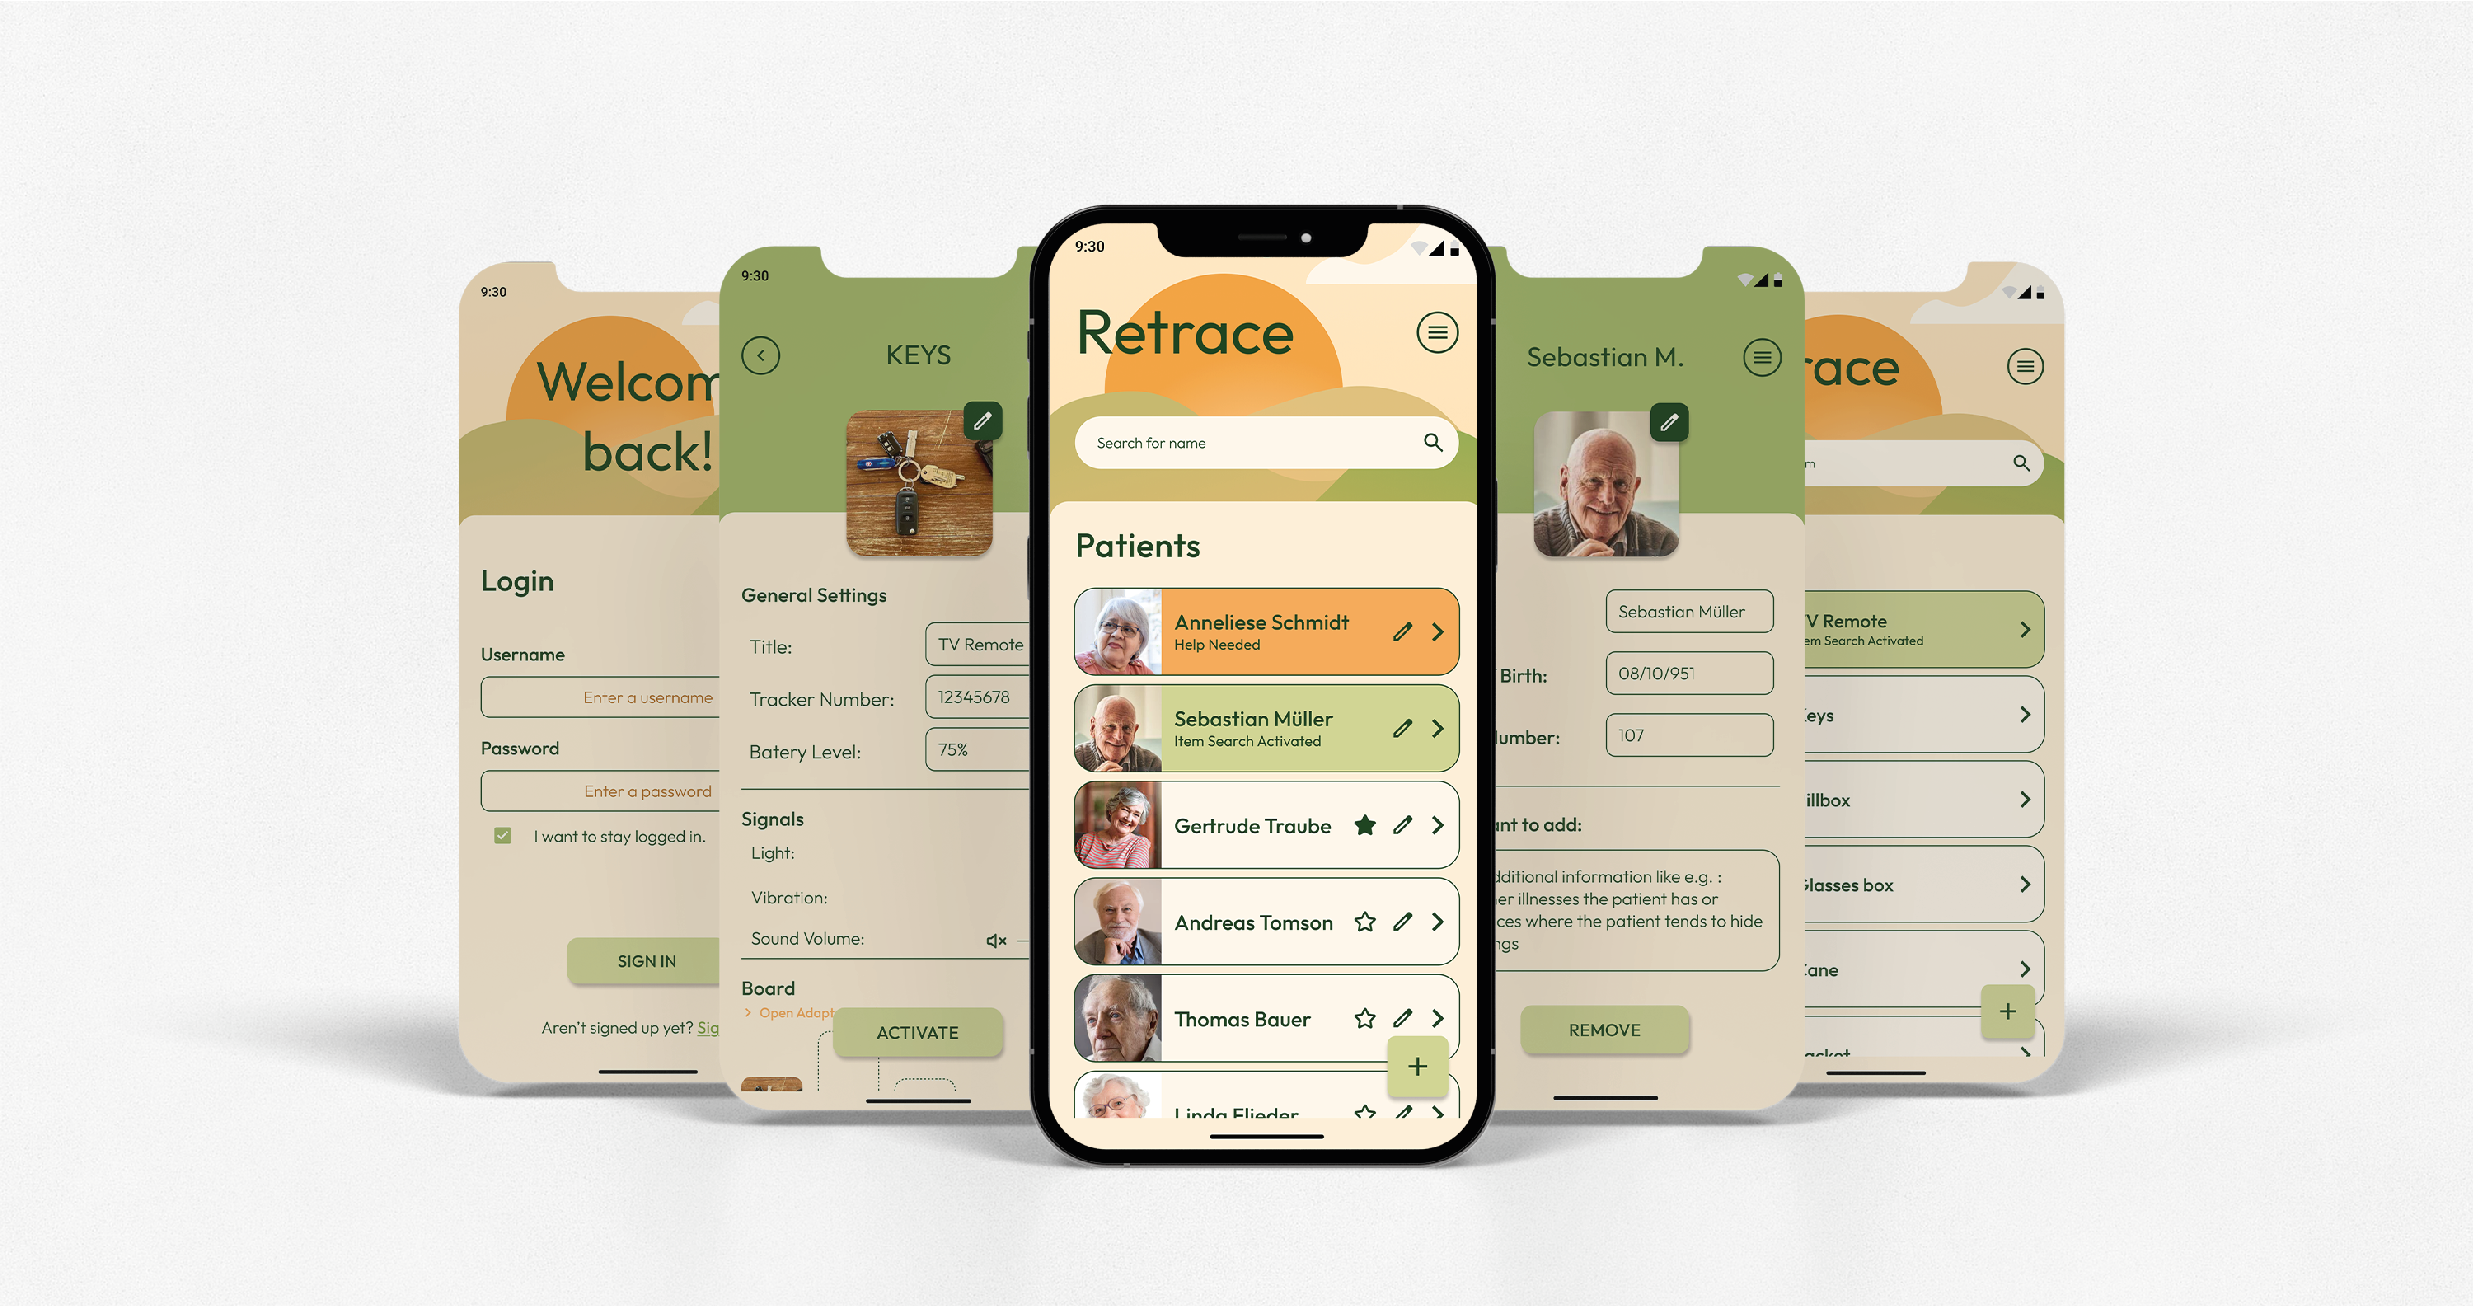 9:30
Welcom
back!
Login
Username
Enter a username
Password
Enter a password
I want to stay logged in.
SIGN IN
Aren't signed up yet? Sig
9:30
KEYS
General Settings
Title:
TV Remote
Tracker Number:
12345678
Batery Level:
75%
Signals
Light:
Vibration:
Sound Volume:
Board
Open Adapt
ACTIVATE
9:30
Retrace
Search for name
Patients
Anneliese Schmidt
Help Needed
Sebastian Müller
Item Search Activated
Gertrude Traube
Andreas Tomson
Thomas Bauer
Linda Flieder
Sebastian M.
Sebastian Müller
Birth:
08/10/951
umber:
107
ant to add:
dditional information like e.g. :
er illnesses the patient has or
ces where the patient tends to hide
ngs
REMOVE
race
m
V Remote
em Search Activated
eys
illbox
Glasses box
Cane
acket